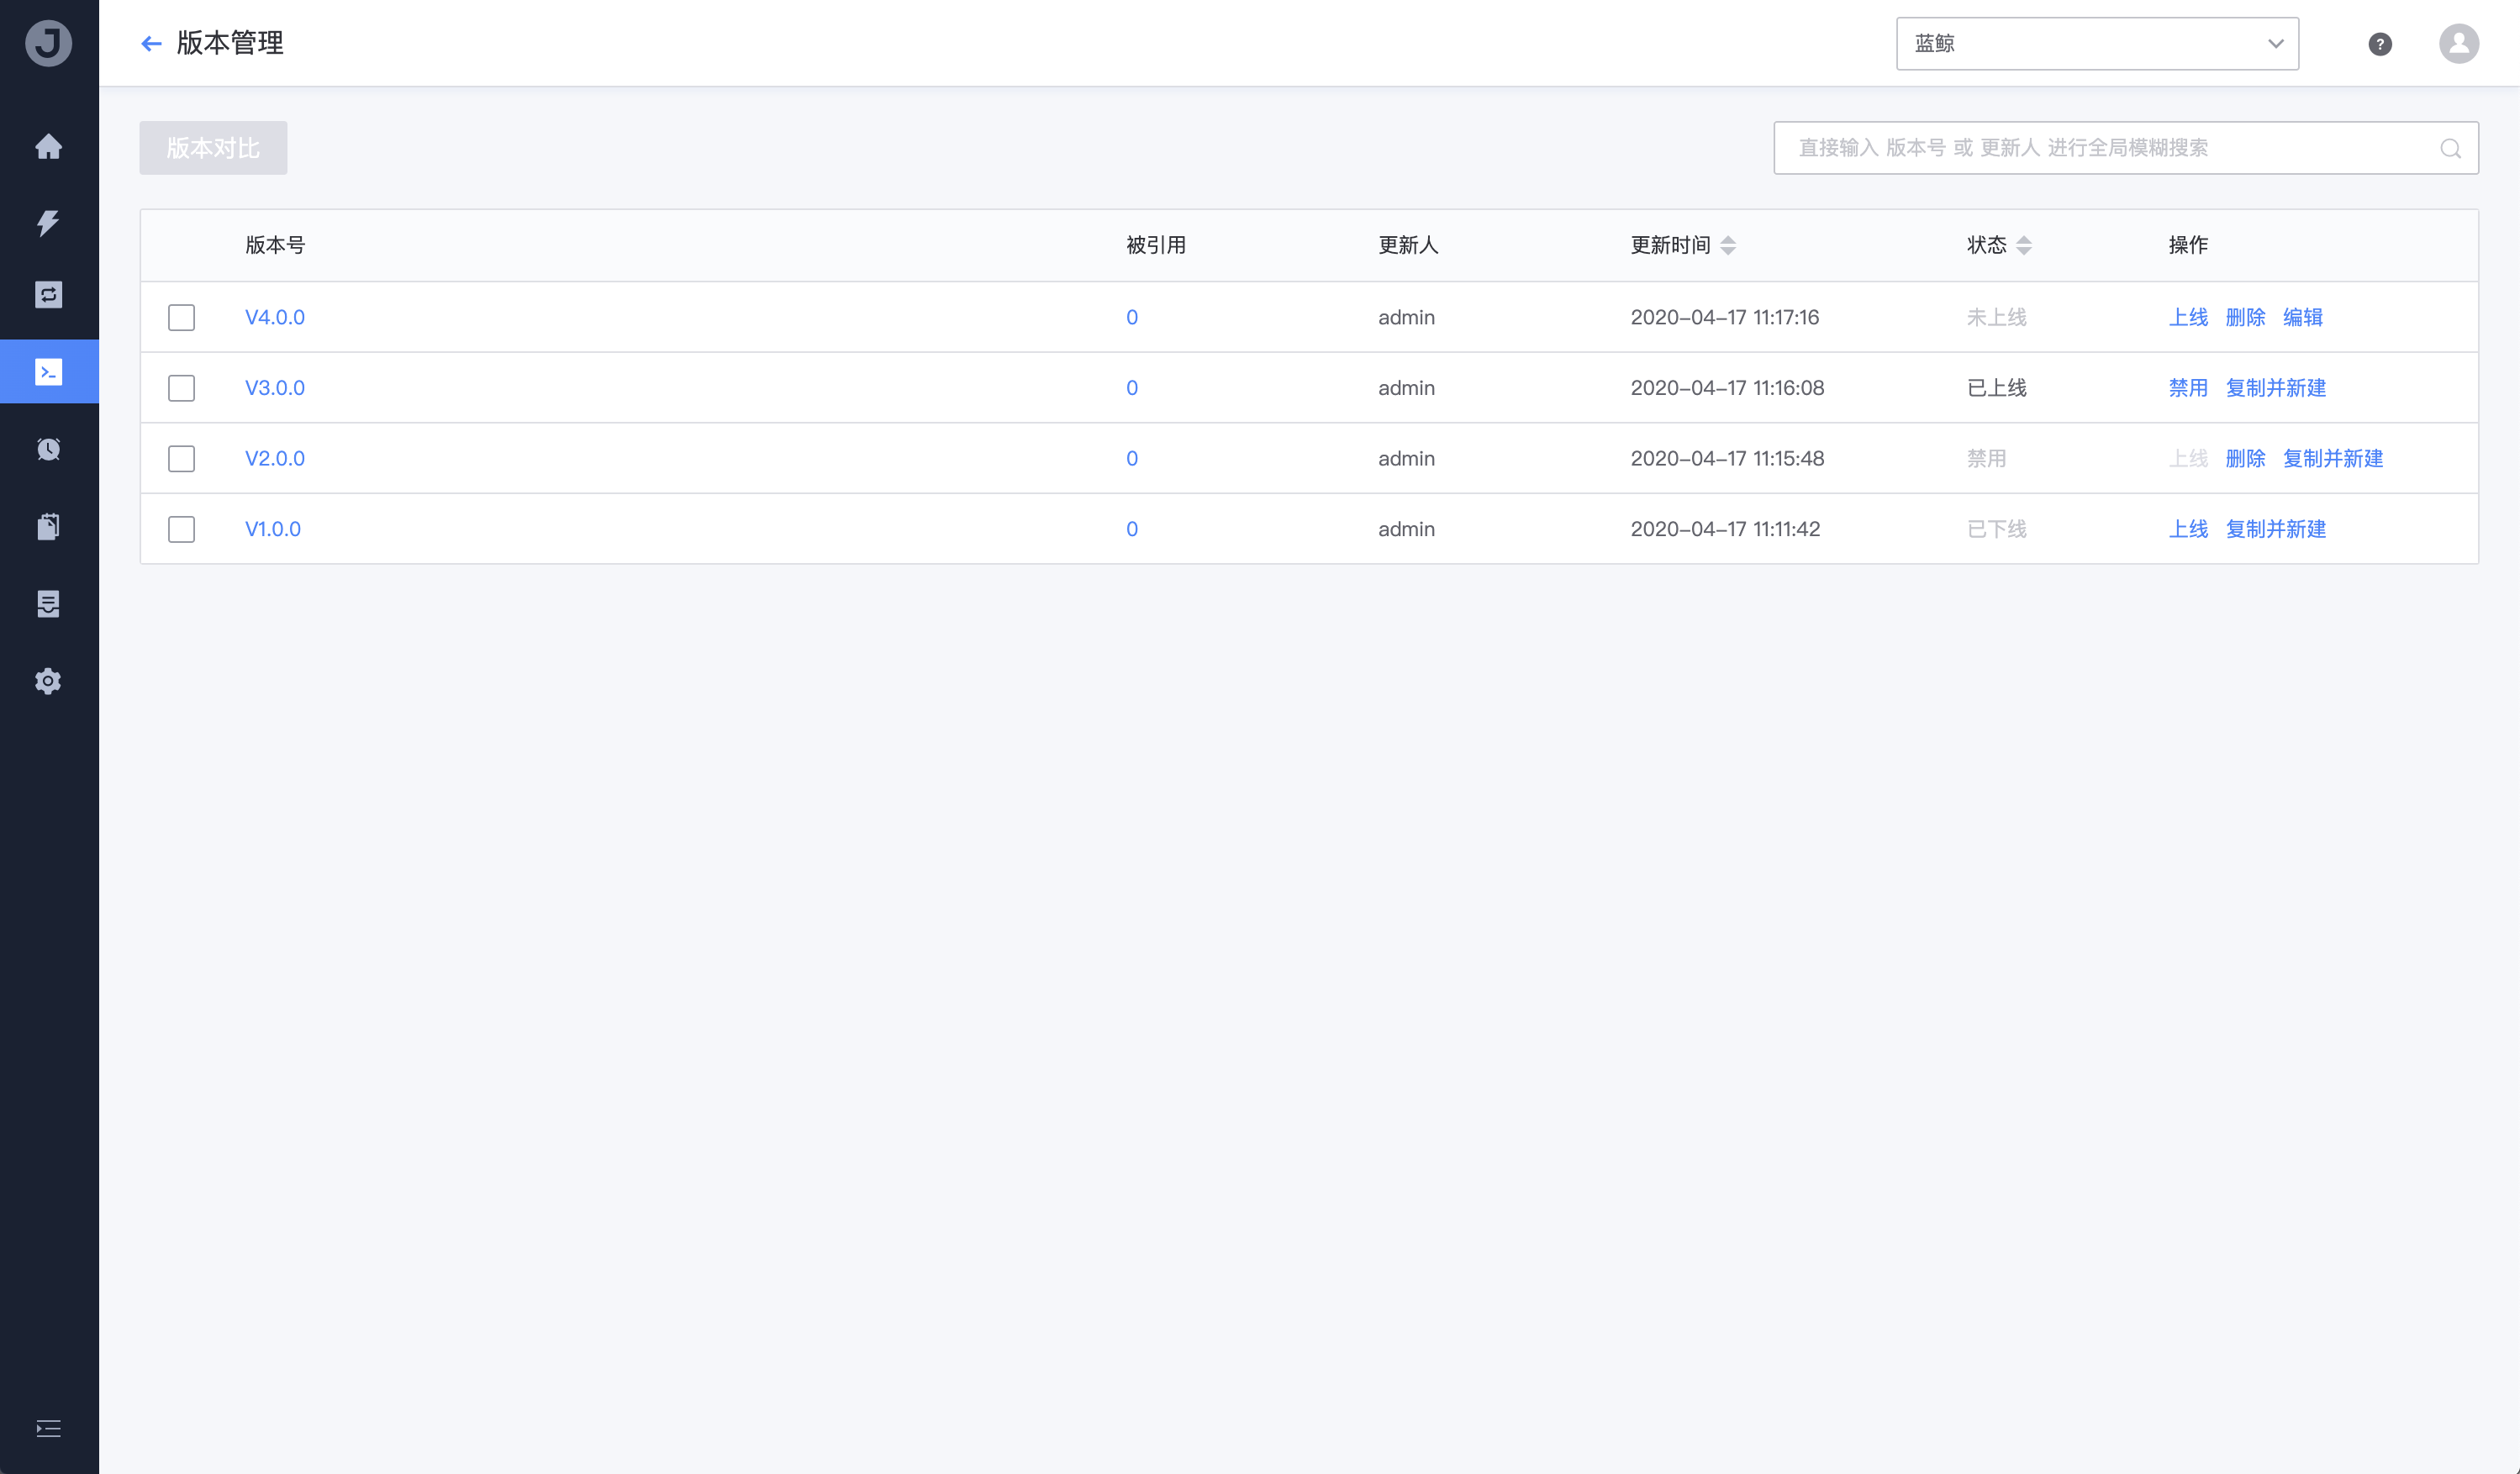 J
版本管理
蓝鲸
?
版本对比
直接输入 版本号 或 更新人 进行全局模糊搜索
版本号 被引用 更新人 更新时间 状态 操作
V4.0.0 0 admin 2020-04-17 11:17:16 未上线 上线 删除 编辑
V3.0.0 0 admin 2020-04-17 11:16:08 已上线 禁用 复制并新建
V2.0.0 0 admin 2020-04-17 11:15:48 禁用 上线 删除 复制并新建
V1.0.0 0 admin 2020-04-17 11:11:42 已下线 上线 复制并新建